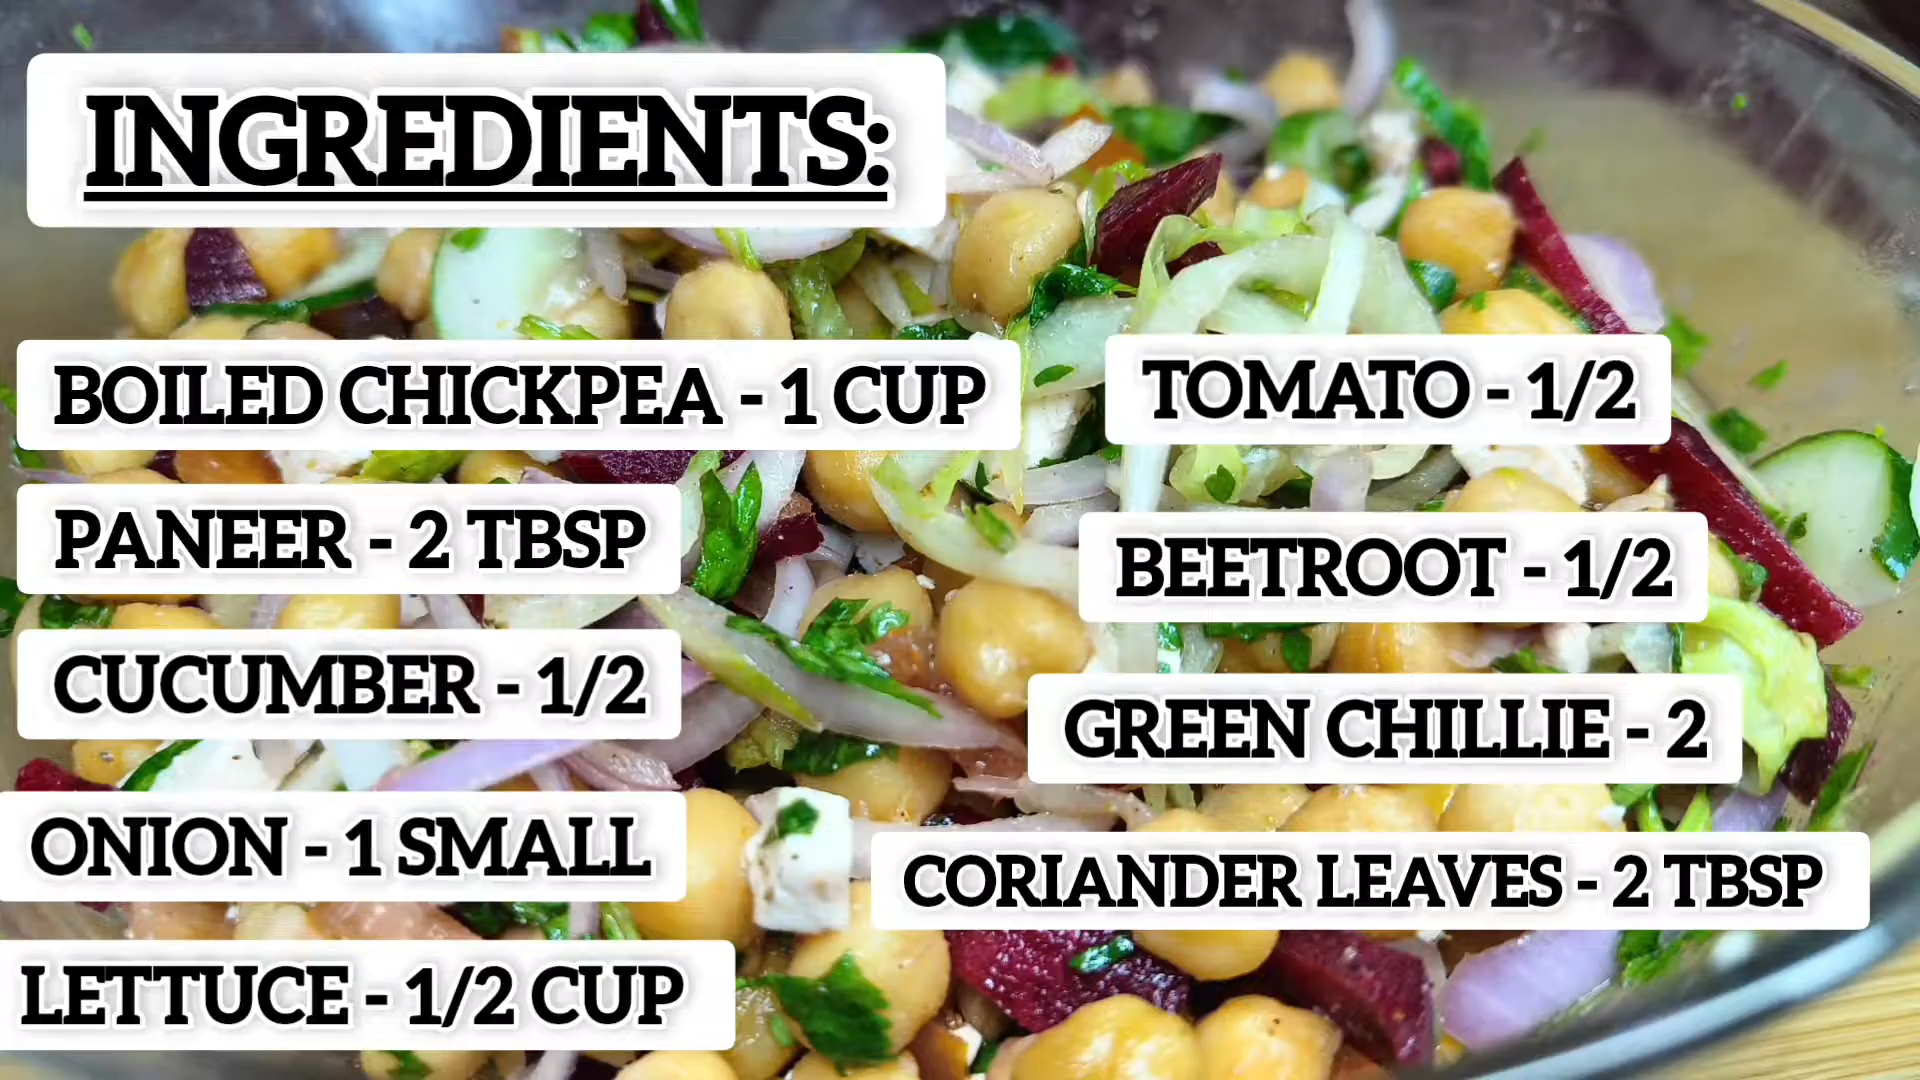 INGREDIENTS:
BOILED CHICKPEA - 1 CUP
PANEER - 2 TBSP
CUCUMBER - 1/2
ONION - 1 SMALL
LETTUCE - 1/2 CUP
TOMATO - 1/2
BEETROOT - 1/2
GREEN CHILLIE - 2
CORIANDER LEAVES - 2 TBSP